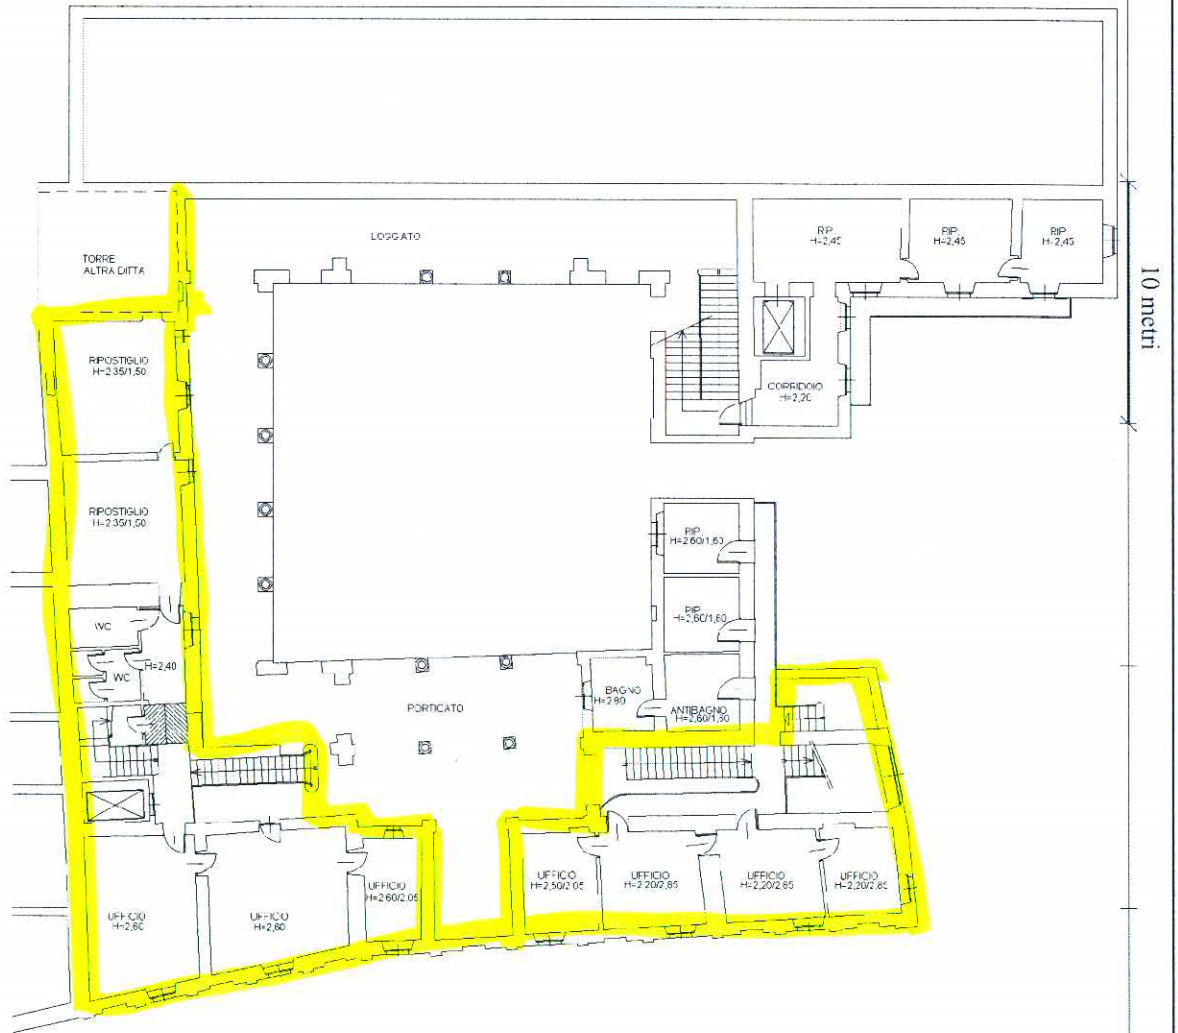 LOGGATO
TORRE
ALTRA DITTA
RIP.
H=2,45
RIP.
H=2,45
RIP.
H=2,45
10 metri
RIPOSTIGLIO
H=2.35/1,50
CORRIDOIO
H=2,20
RIPOSTIGLIO
H=2.35/1,50
RIP.
H=2.60/1,60
RIP.
H=2,60/1,60
WC
H=2,40
WC
BAGNO
H=2.80
PORTICATO
ANTIBAGNO
H=2,60/1,60
UFFICIO
H=2,60
UFFICIO
H=2,60
UFFICIO
H=2.60/2.05
UFFICIO
H=2,50/2.05
UFFICIO
H=2.20/2,85
UFFICIO
H=2,20/2,85
UFFICIO
H=2,20/2,85